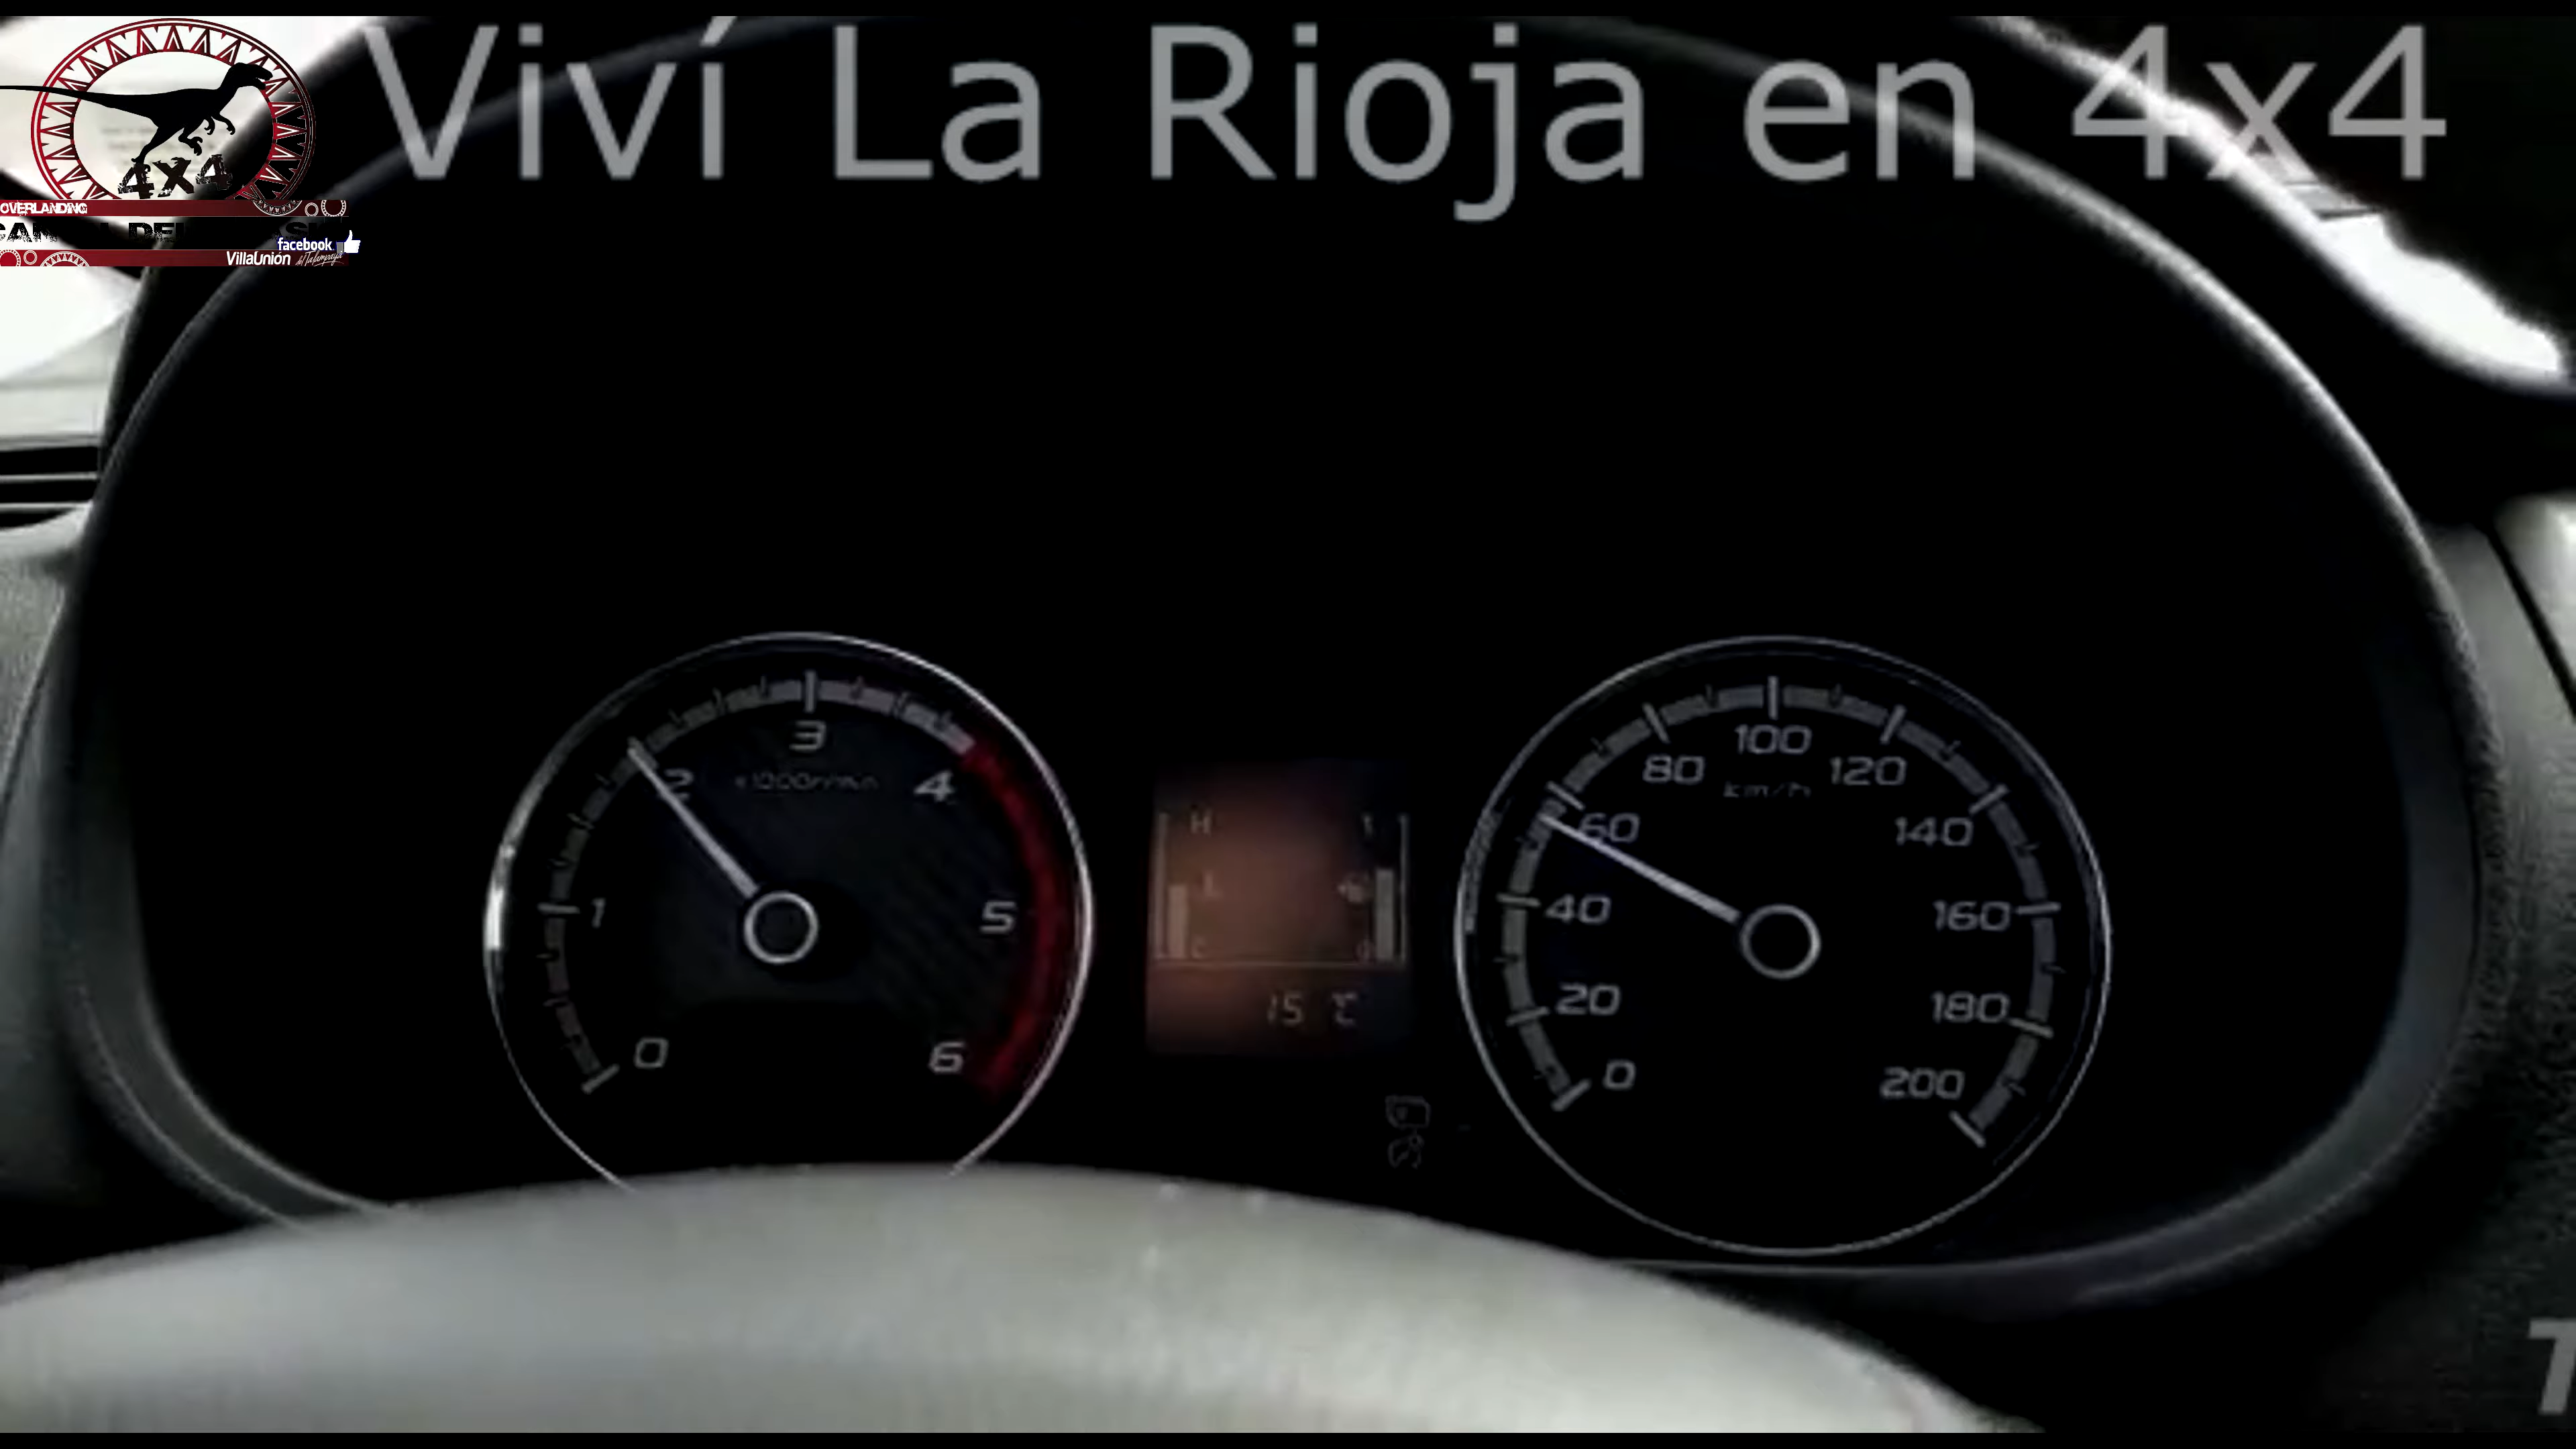 Viví La Rioja en 4x4
4x4
OVERLANDING
facebook
VillaUnión
3
2
x1000r/min
4
1
5
0
6
H
C
15 °C
100
80
120
km/h
60
140
40
160
20
180
0
200
T